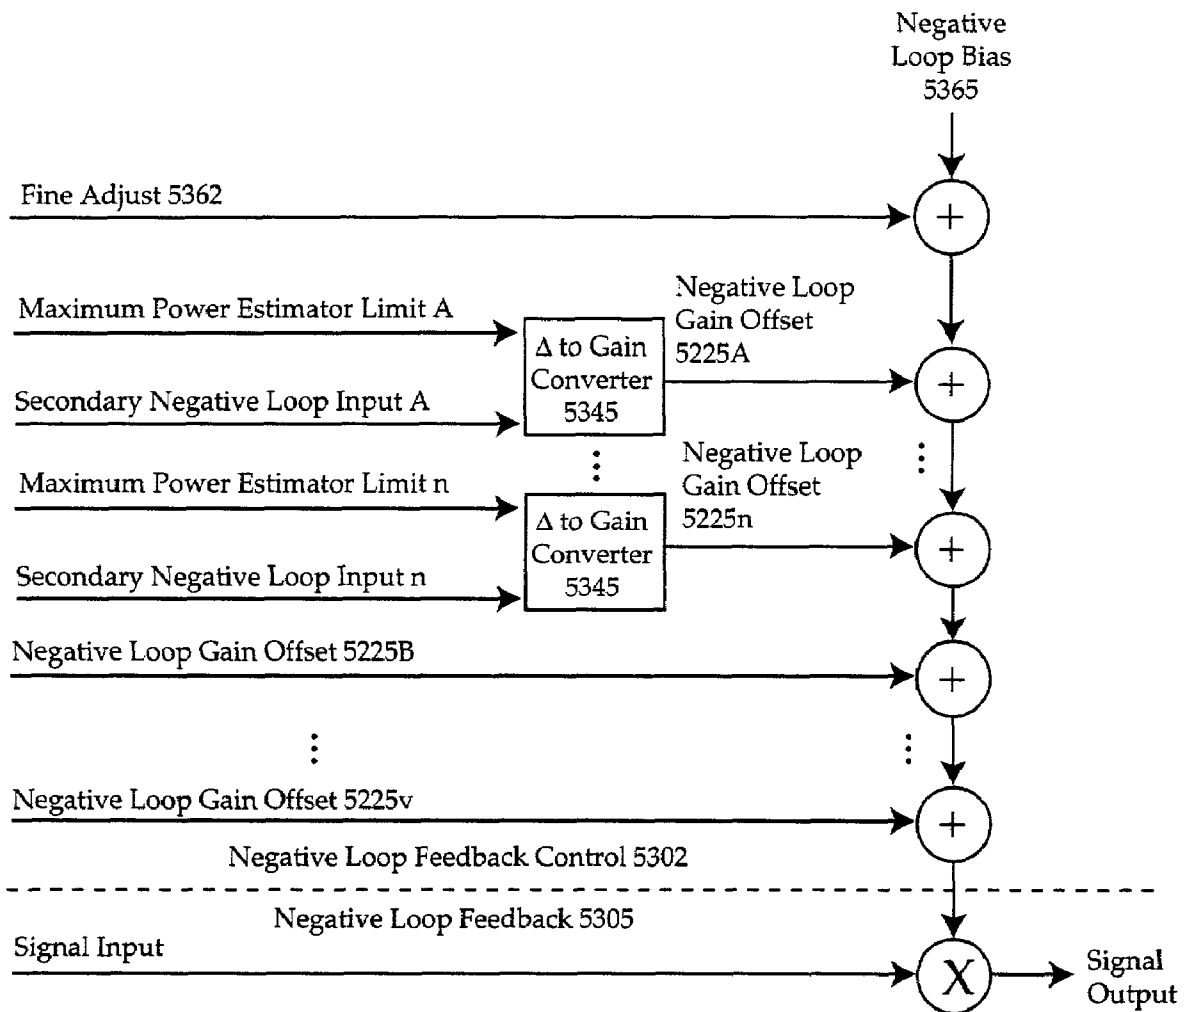 Negative
Loop Bias
5365
Fine Adjust 5362
+
Maximum Power Estimator Limit A
Negative Loop
Gain Offset
5225A
Δ to Gain
Converter
5345
+
Secondary Negative Loop Input A
Maximum Power Estimator Limit n
Negative Loop
Gain Offset
5225n
Δ to Gain
Converter
5345
+
Secondary Negative Loop Input n
Negative Loop Gain Offset 5225B
+
Negative Loop Gain Offset 5225v
+
Negative Loop Feedback Control 5302
Negative Loop Feedback 5305
Signal Input
X
Signal
Output